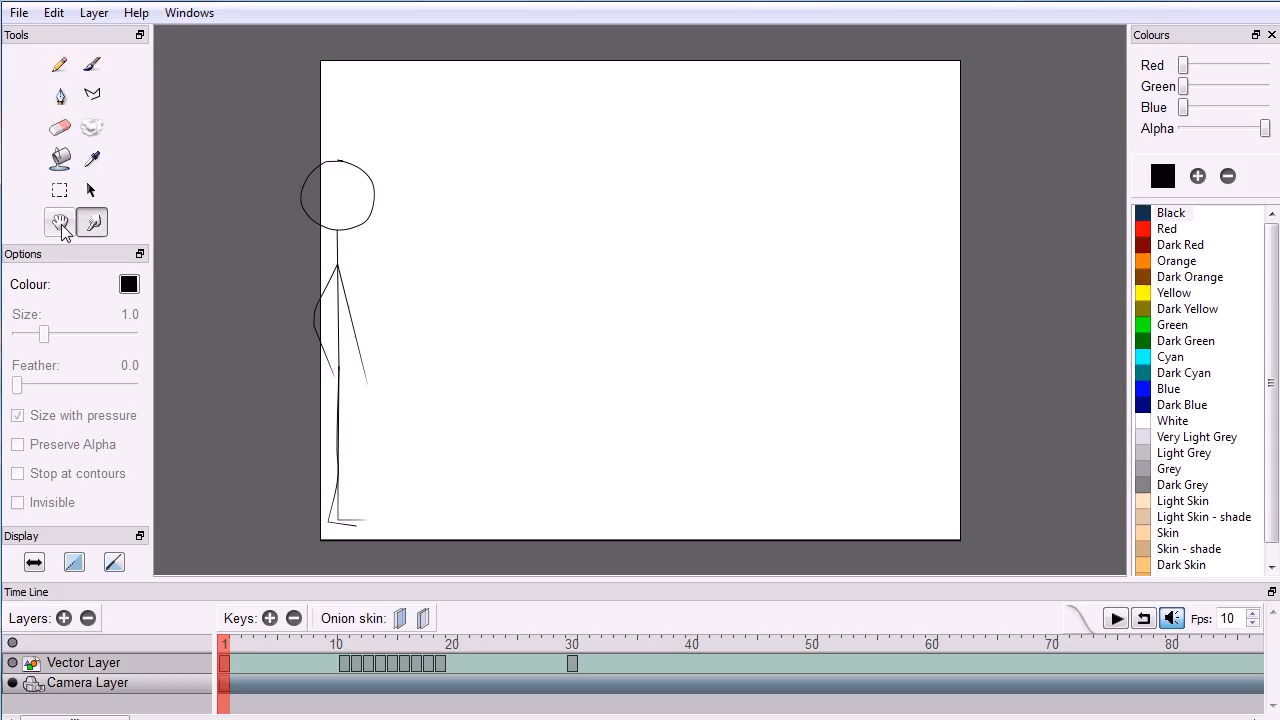 File Edit Layer Help Windows
Tools
Colours
Red
Green
Blue
Alpha
Options
Colour:
Size: 1.0
Feather: 0.0
Size with pressure
Preserve Alpha
Stop at contours
Invisible
Display
Black
Red
Dark Red
Orange
Dark Orange
Yellow
Dark Yellow
Green
Dark Green
Cyan
Dark Cyan
Blue
Dark Blue
White
Very Light Grey
Light Grey
Grey
Dark Grey
Light Skin
Light Skin - shade
Skin
Skin - shade
Dark Skin
Time Line
Layers: Keys: Onion skin: Fps: 10
1 10 20 30 40 50 60 70 80
Vector Layer
Camera Layer